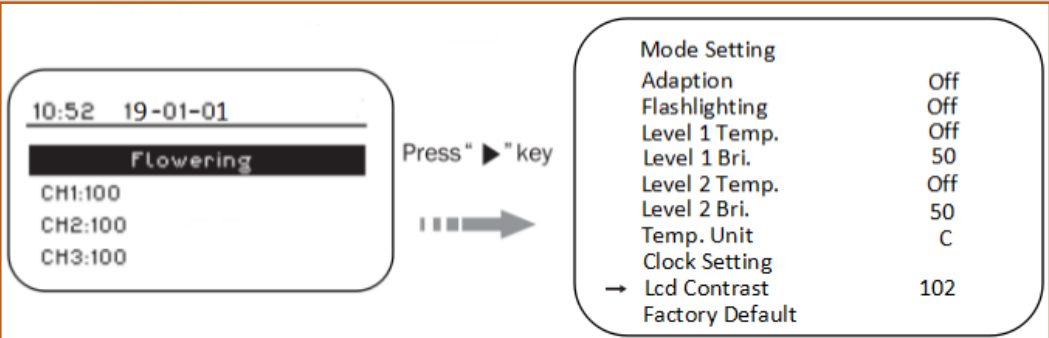 10:52 19-01-01
Flowering
CH1:100
CH2:100
CH3:100
Press " ▶ " key
Mode Setting
Adaption Off
Flashlighting Off
Level 1 Temp. Off
Level 1 Bri. 50
Level 2 Temp. Off
Level 2 Bri. 50
Temp. Unit C
Clock Setting
→ Lcd Contrast 102
Factory Default